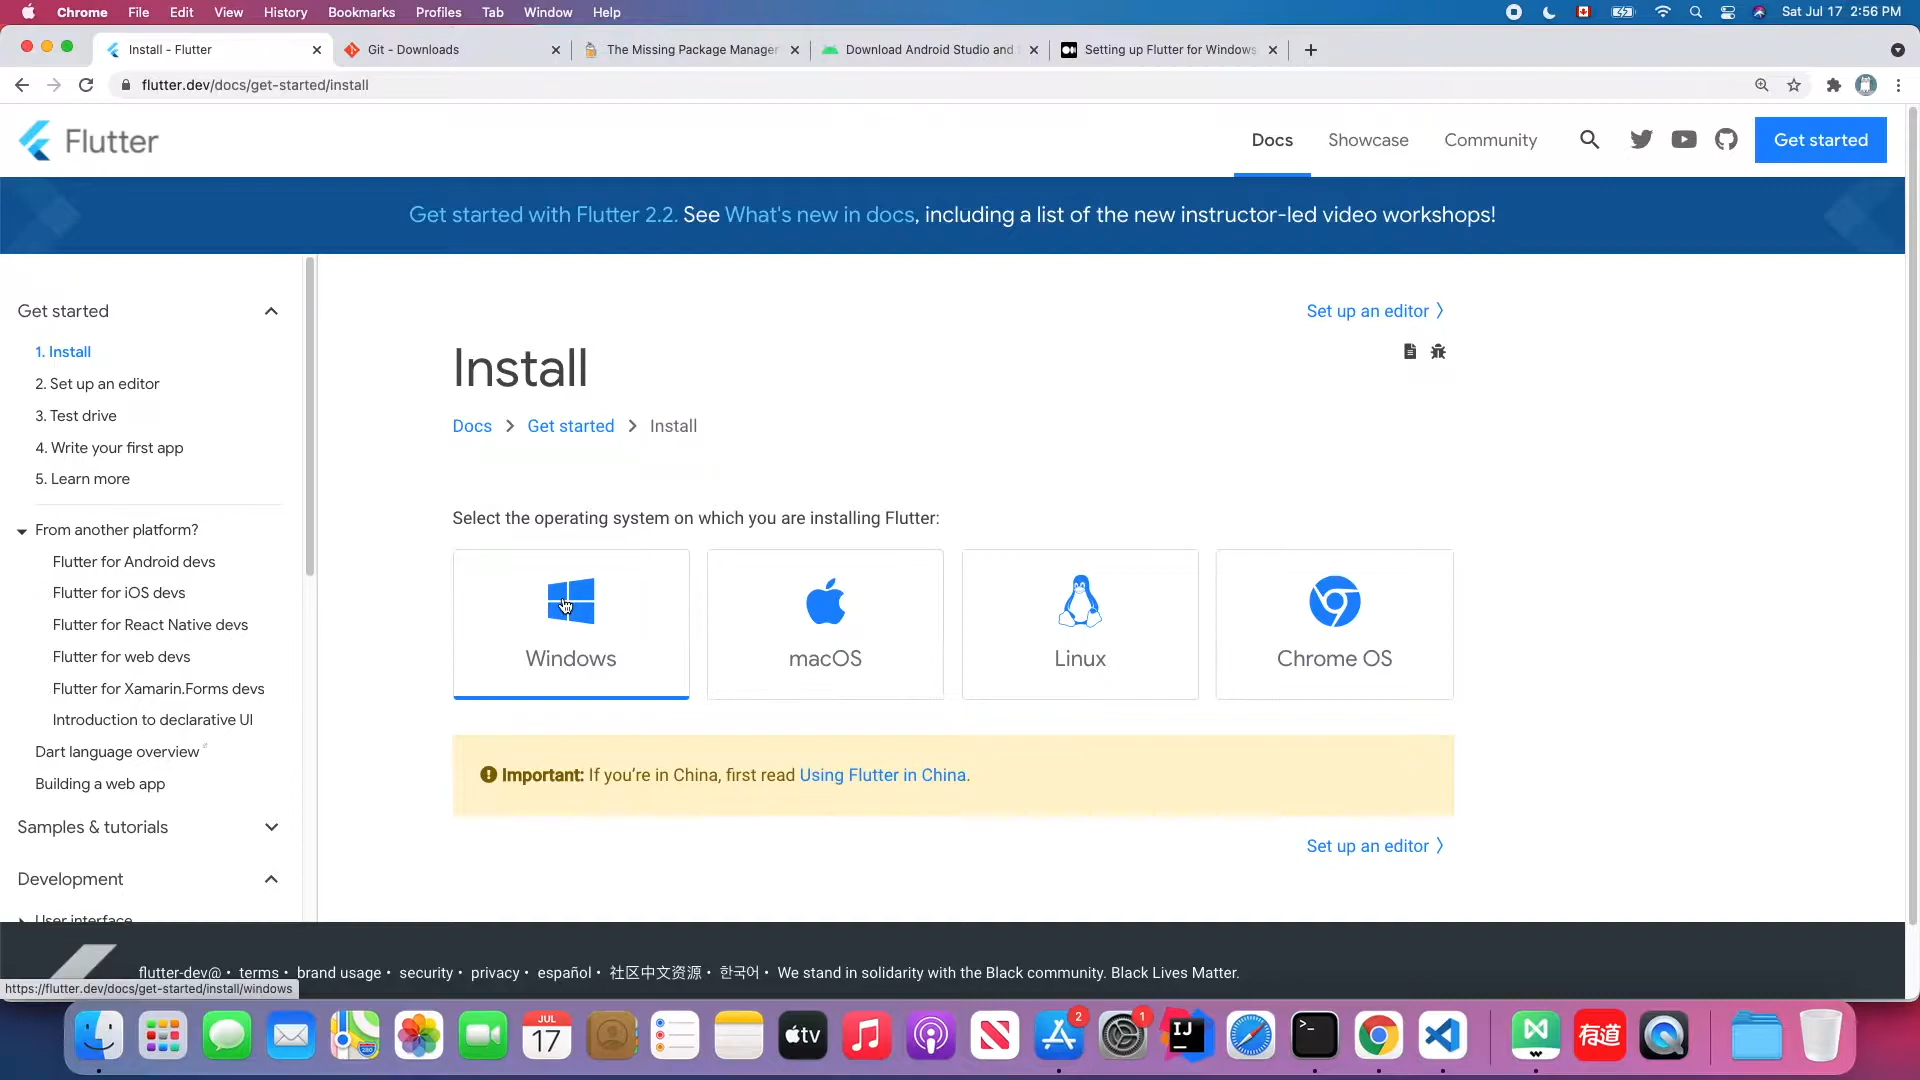 Chrome File Edit View History Bookmarks Profiles Tab Window Help
Sat Jul 17 2:56 PM
Install - Flutter
Git - Downloads
The Missing Package Manager
Download Android Studio and
Setting up Flutter for Windows
flutter.dev/docs/get-started/install
Flutter
Docs Showcase Community
Get started
Get started with Flutter 2.2. See What's new in docs, including a list of the new instructor-led video workshops!
Get started
1. Install
2. Set up an editor
3. Test drive
4. Write your first app
5. Learn more
From another platform?
Flutter for Android devs
Flutter for iOS devs
Flutter for React Native devs
Flutter for web devs
Flutter for Xamarin.Forms devs
Introduction to declarative UI
Dart language overview
Building a web app
Samples & tutorials
Development
User interface
Set up an editor
Install
Docs > Get started > Install
Select the operating system on which you are installing Flutter:
Windows
macOS
Linux
Chrome OS
Important: If you're in China, first read Using Flutter in China.
Set up an editor
flutter-dev@ • terms • brand usage • security • privacy • español • 社区中文资源 • 한국어 • We stand in solidarity with the Black community. Black Lives Matter.
https://flutter.dev/docs/get-started/install/windows
JUL
17
tv
2
1
IJ
有道